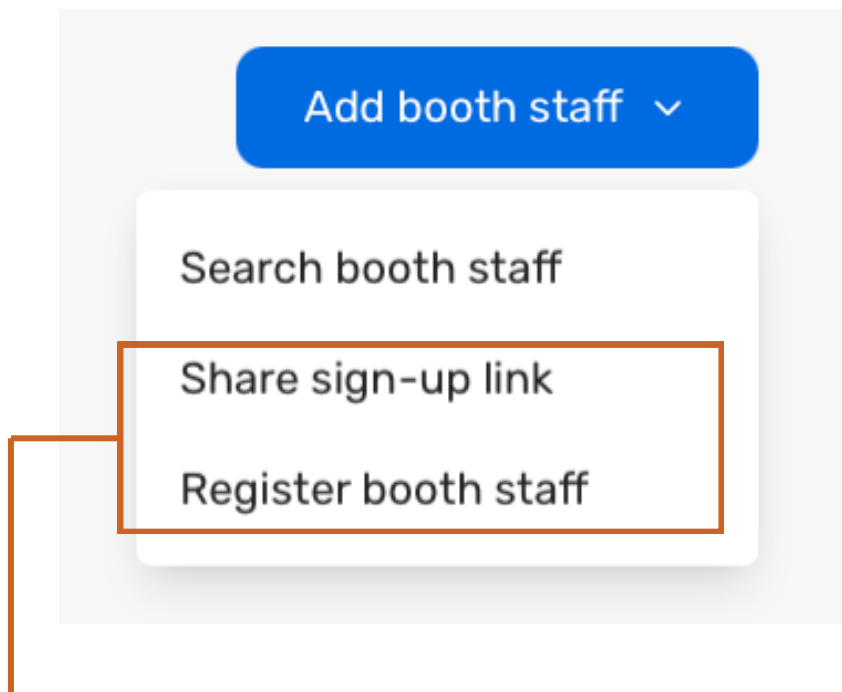 Add booth staff
Search booth staff
Share sign-up link
Register booth staff